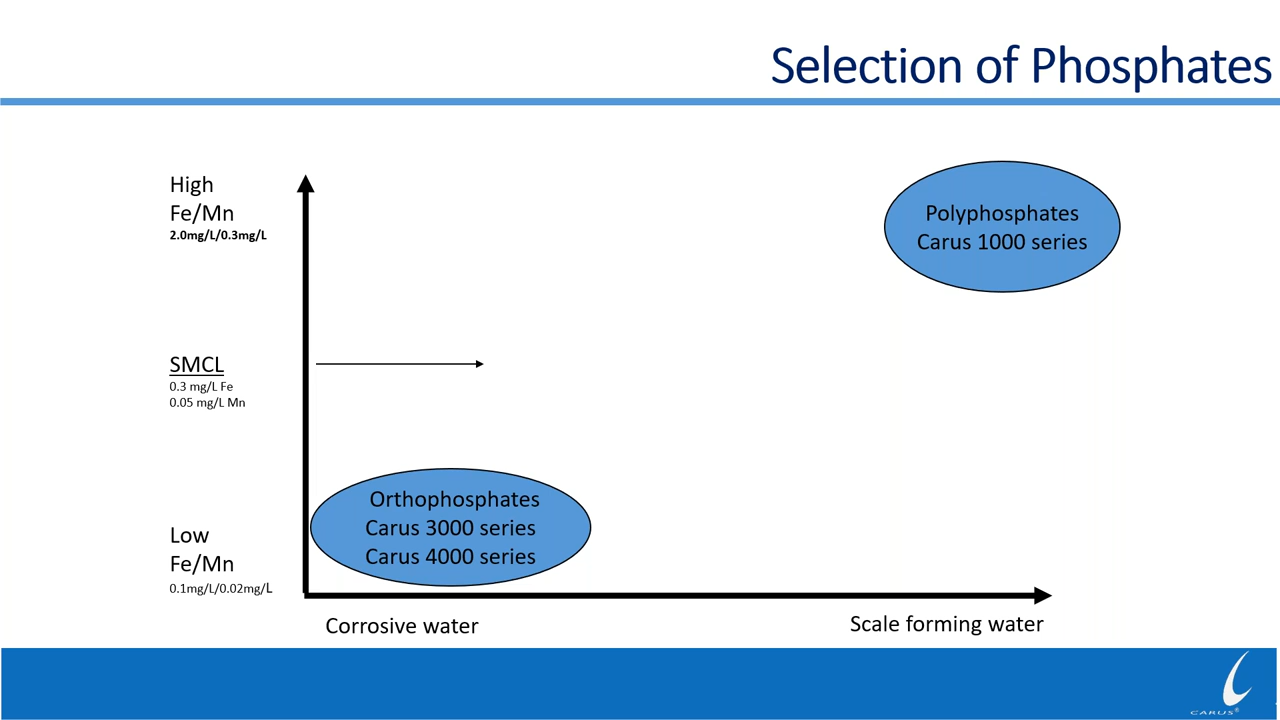 Selection of Phosphates
High
Fe/Mn
2.0mg/L/0.3mg/L
Polyphosphates
Carus 1000 series
SMCL
0.3 mg/L Fe
0.05 mg/L Mn
Orthophosphates
Carus 3000 series
Carus 4000 series
Low
Fe/Mn
0.1mg/L/0.02mg/L
Corrosive water
Scale forming water
CARUS®